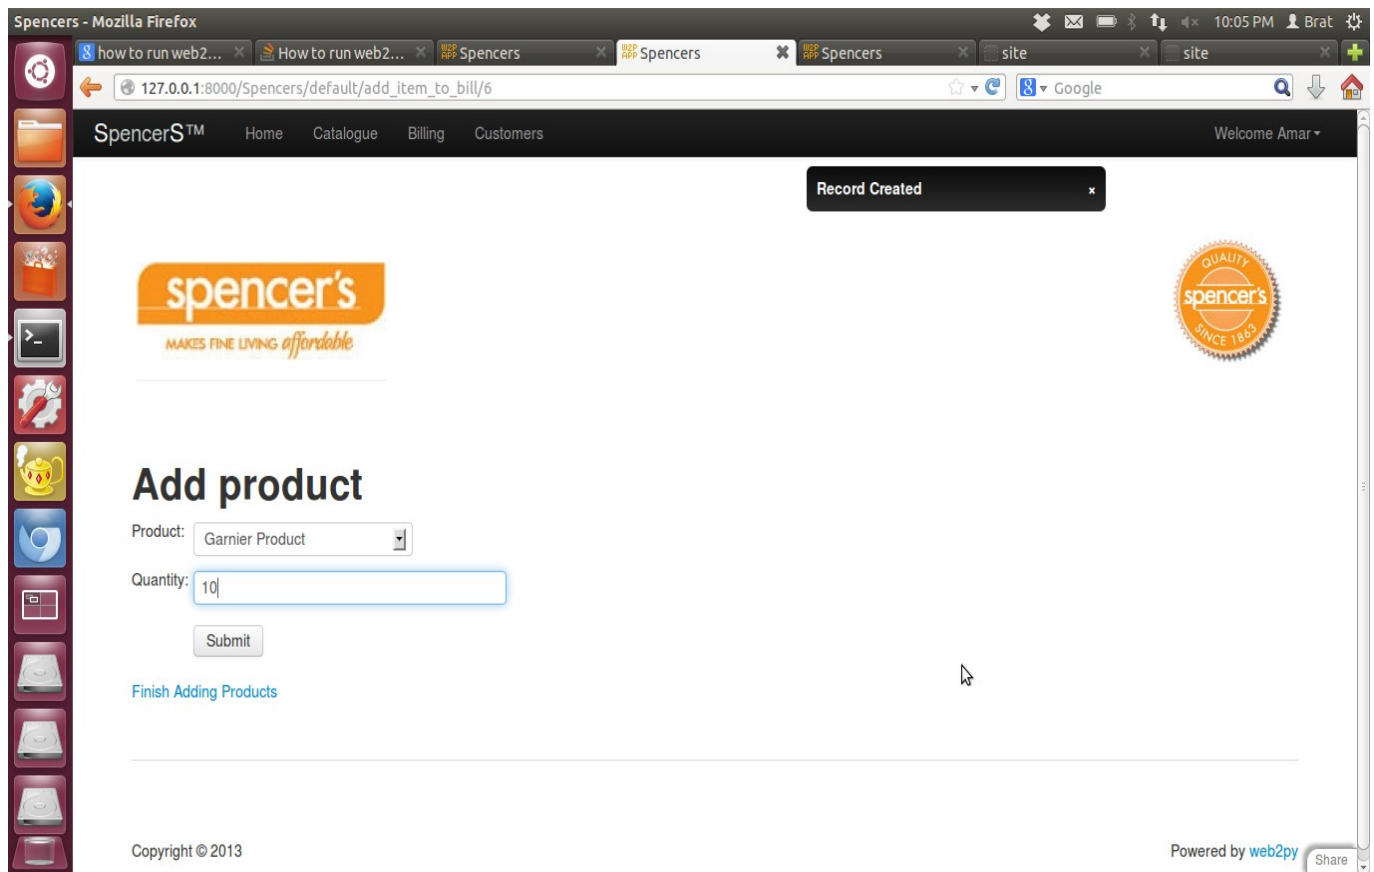 Spencers - Mozilla Firefox
10:05 PM Brat
how to run web2...
How to run web2...
Spencers
Spencers
Spencers
site
site
127.0.0.1:8000/Spencers/default/add_item_to_bill/6
Google
SpencerS™ Home Catalogue Billing Customers Welcome Amar
Record Created ×
spencer's
MAKES FINE LIVING affordable
QUALITY
spencer's
SINCE 1863
Add product
Product: Garnier Product
Quantity: 10
Submit
Finish Adding Products
Copyright © 2013
Powered by web2py
Share